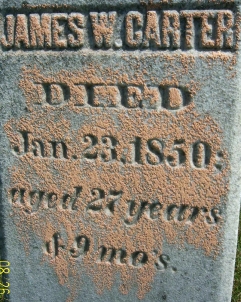 JAMES W. CARTER
DIED
Jan. 23. 1850;
aged 27 years
& 9 mo's.